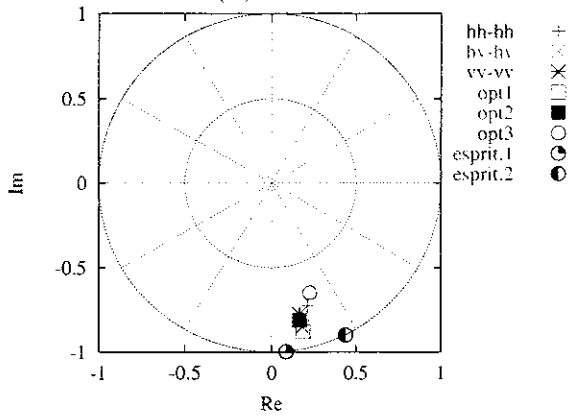 1
hh-hh
hv-hv
vv-vv
opt1
opt2
opt3
esprit.1
esprit.2
0.5
Im
0
-0.5
-1
-1 -0.5 0 0.5 1
Re